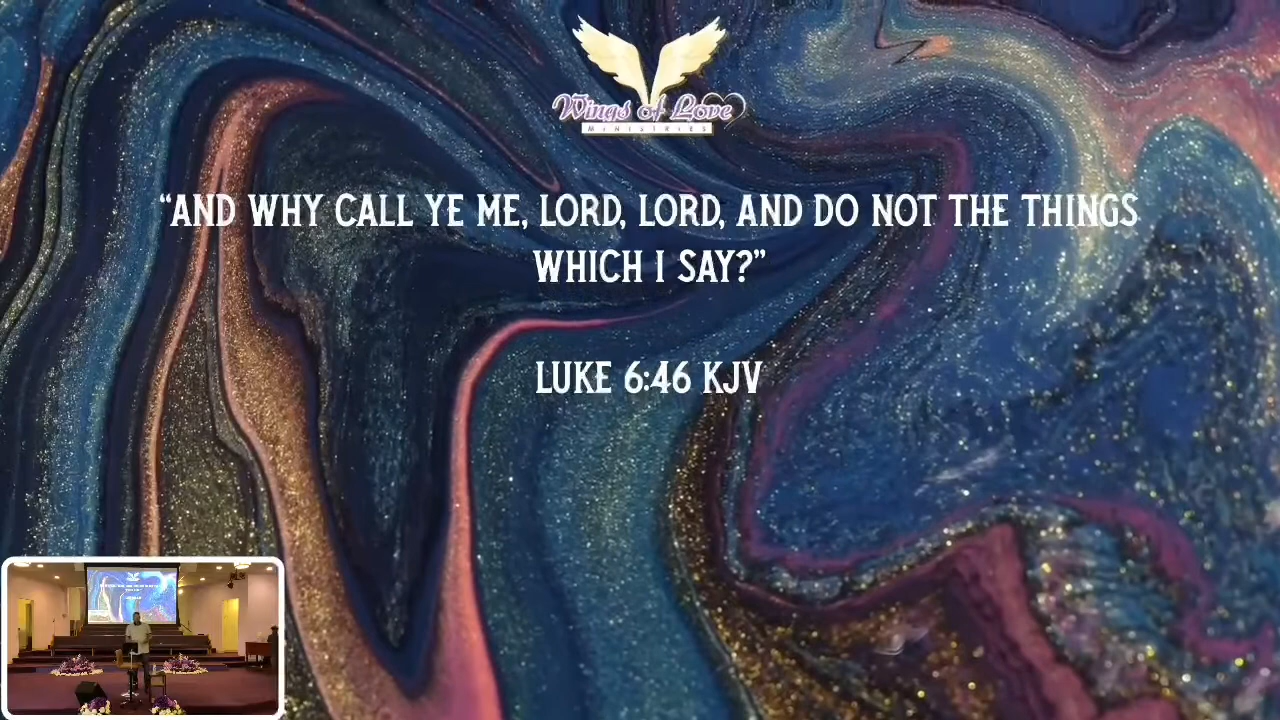 Wings of Love
MINISTRIES
“AND WHY CALL YE ME, LORD, LORD, AND DO NOT THE THINGS
WHICH I SAY?”
LUKE 6:46 KJV